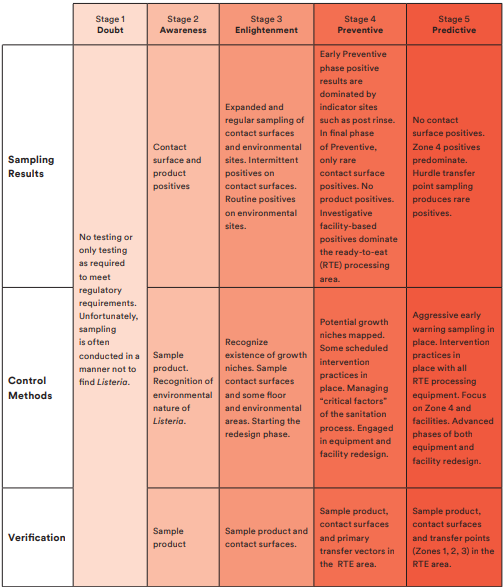 Stage 1
Doubt
Stage 2
Awareness
Stage 3
Enlightenment
Stage 4
Preventive
Stage 5
Predictive
Sampling
Results
No testing or
only testing
as required
to meet
regulatory
requirements.
Unfortunately,
sampling
is often
conducted in a
manner not to
find Listeria.
Contact
surface and
product
positives
Expanded and
regular sampling of
contact surfaces and
environmental
sites. Intermittent
positives on
contact surfaces.
Routine positives
on environmental
sites.
Early Preventive
phase positive
results are
dominated by
indicator sites
such as post rinse.
In final phase
of Preventive,
only rare
contact surface
positives. No
product positives.
Investigative
facility-based
positives dominate
the ready-to-eat
(RTE) processing
area.
No contact
surface positives.
Zone 4 positives
predominate.
Hurdle transfer
point sampling
produces rare
positives.
Control
Methods
Sample
product.
Recognition of
environmental
nature of
Listeria.
Recognize
existence of growth
niches. Sample
contact surfaces
and some floor
and environmental
areas. Starting the
redesign phase.
Potential growth
niches mapped.
Some scheduled
intervention
practices in
place. Managing
“critical factors”
of the sanitation
process. Engaged
in equipment and
facility redesign.
Aggressive early
warning sampling in
place. Intervention
practices in
place with all
RTE processing
equipment. Focus
on Zone 4 and
facilities. Advanced
phases of both
equipment and
facility redesign.
Verification
Sample
product
Sample product and
contact surfaces.
Sample product,
contact surfaces
and primary
transfer vectors in
the RTE area.
Sample product,
contact surfaces
and transfer points
(Zones 1, 2, 3) in the
RTE area.